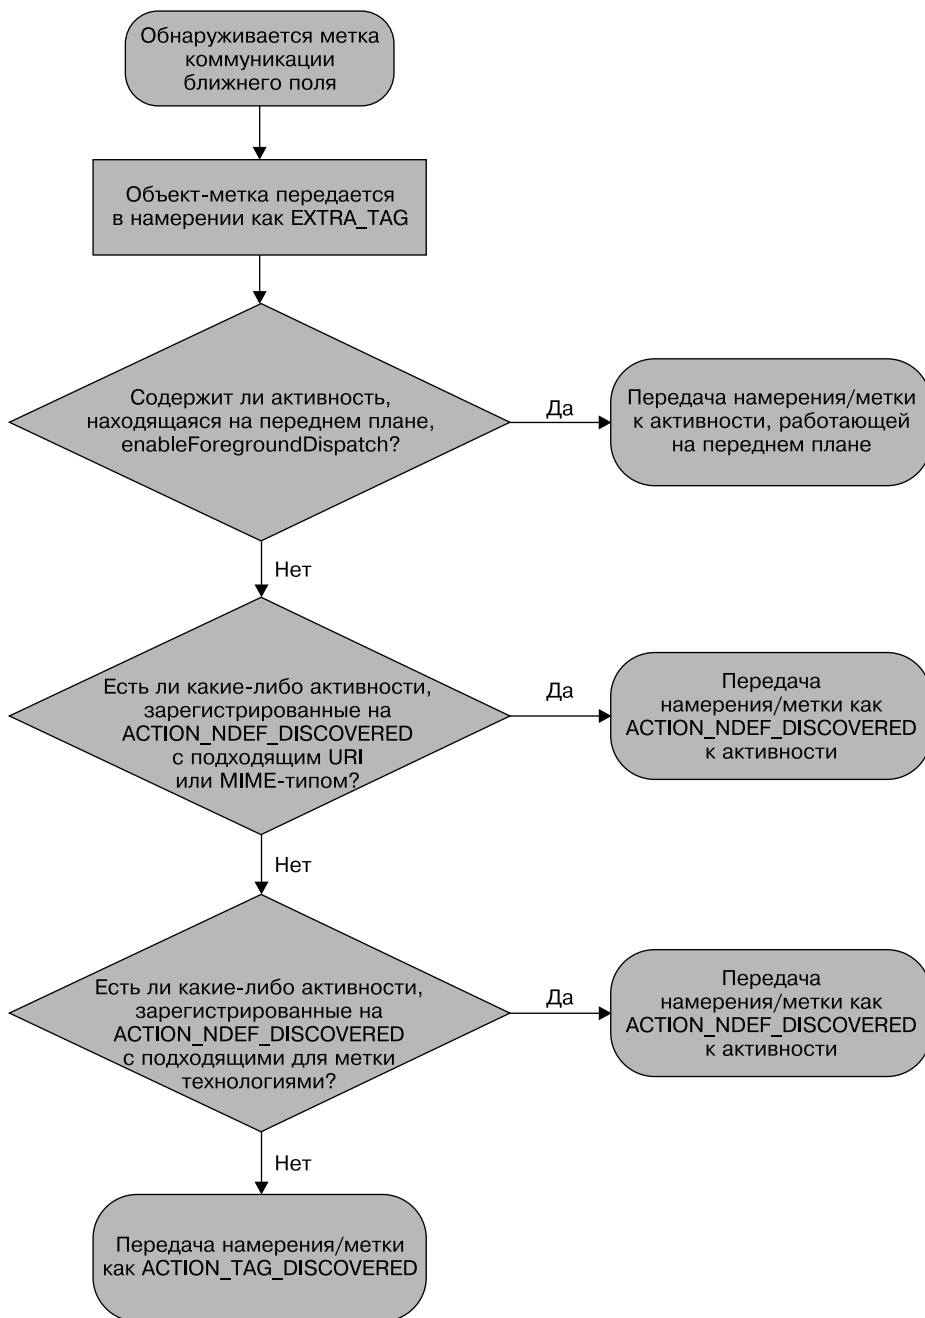 Обнаруживается метка
коммуникации
ближнего поля
Объект-метка передается
в намерении как EXTRA_TAG
Содержит ли активность,
находящаяся на переднем плане,
enableForegroundDispatch?
Да
Передача намерения/метки
к активности, работающей
на переднем плане
Нет
Есть ли какие-либо активности,
зарегистрированные на
ACTION_NDEF_DISCOVERED
с подходящим URI
или MIME-типом?
Да
Передача
намерения/метки как
ACTION_NDEF_DISCOVERED
к активности
Нет
Есть ли какие-либо активности,
зарегистрированные на
ACTION_NDEF_DISCOVERED
с подходящими для метки
технологиями?
Да
Передача
намерения/метки как
ACTION_NDEF_DISCOVERED
к активности
Нет
Передача намерения/метки
как ACTION_TAG_DISCOVERED